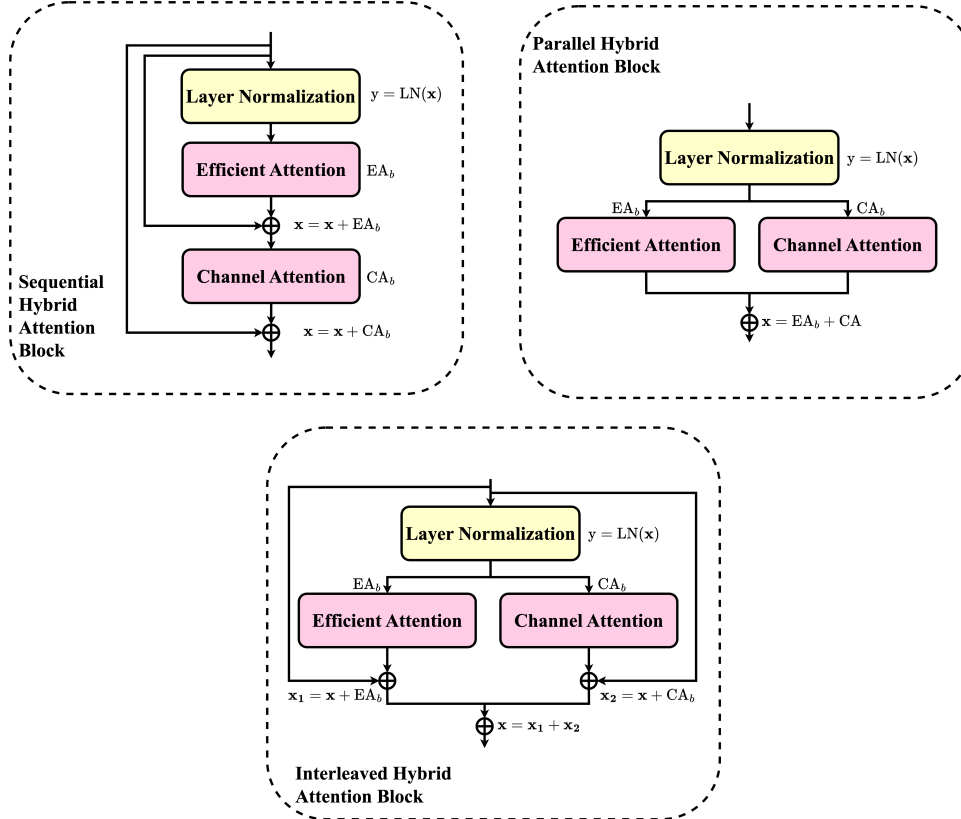 Layer Normalization
y = LN(x)
Efficient Attention
EA_b
x = x + EA_b
Channel Attention
CA_b
x = x + CA_b
Sequential
Hybrid
Attention
Block
Parallel Hybrid
Attention Block
Layer Normalization
y = LN(x)
EA_b
CA_b
Efficient Attention
Channel Attention
x = EA_b + CA
Layer Normalization
y = LN(x)
EA_b
CA_b
Efficient Attention
Channel Attention
x_1 = x + EA_b
x_2 = x + CA_b
x = x_1 + x_2
Interleaved Hybrid
Attention Block